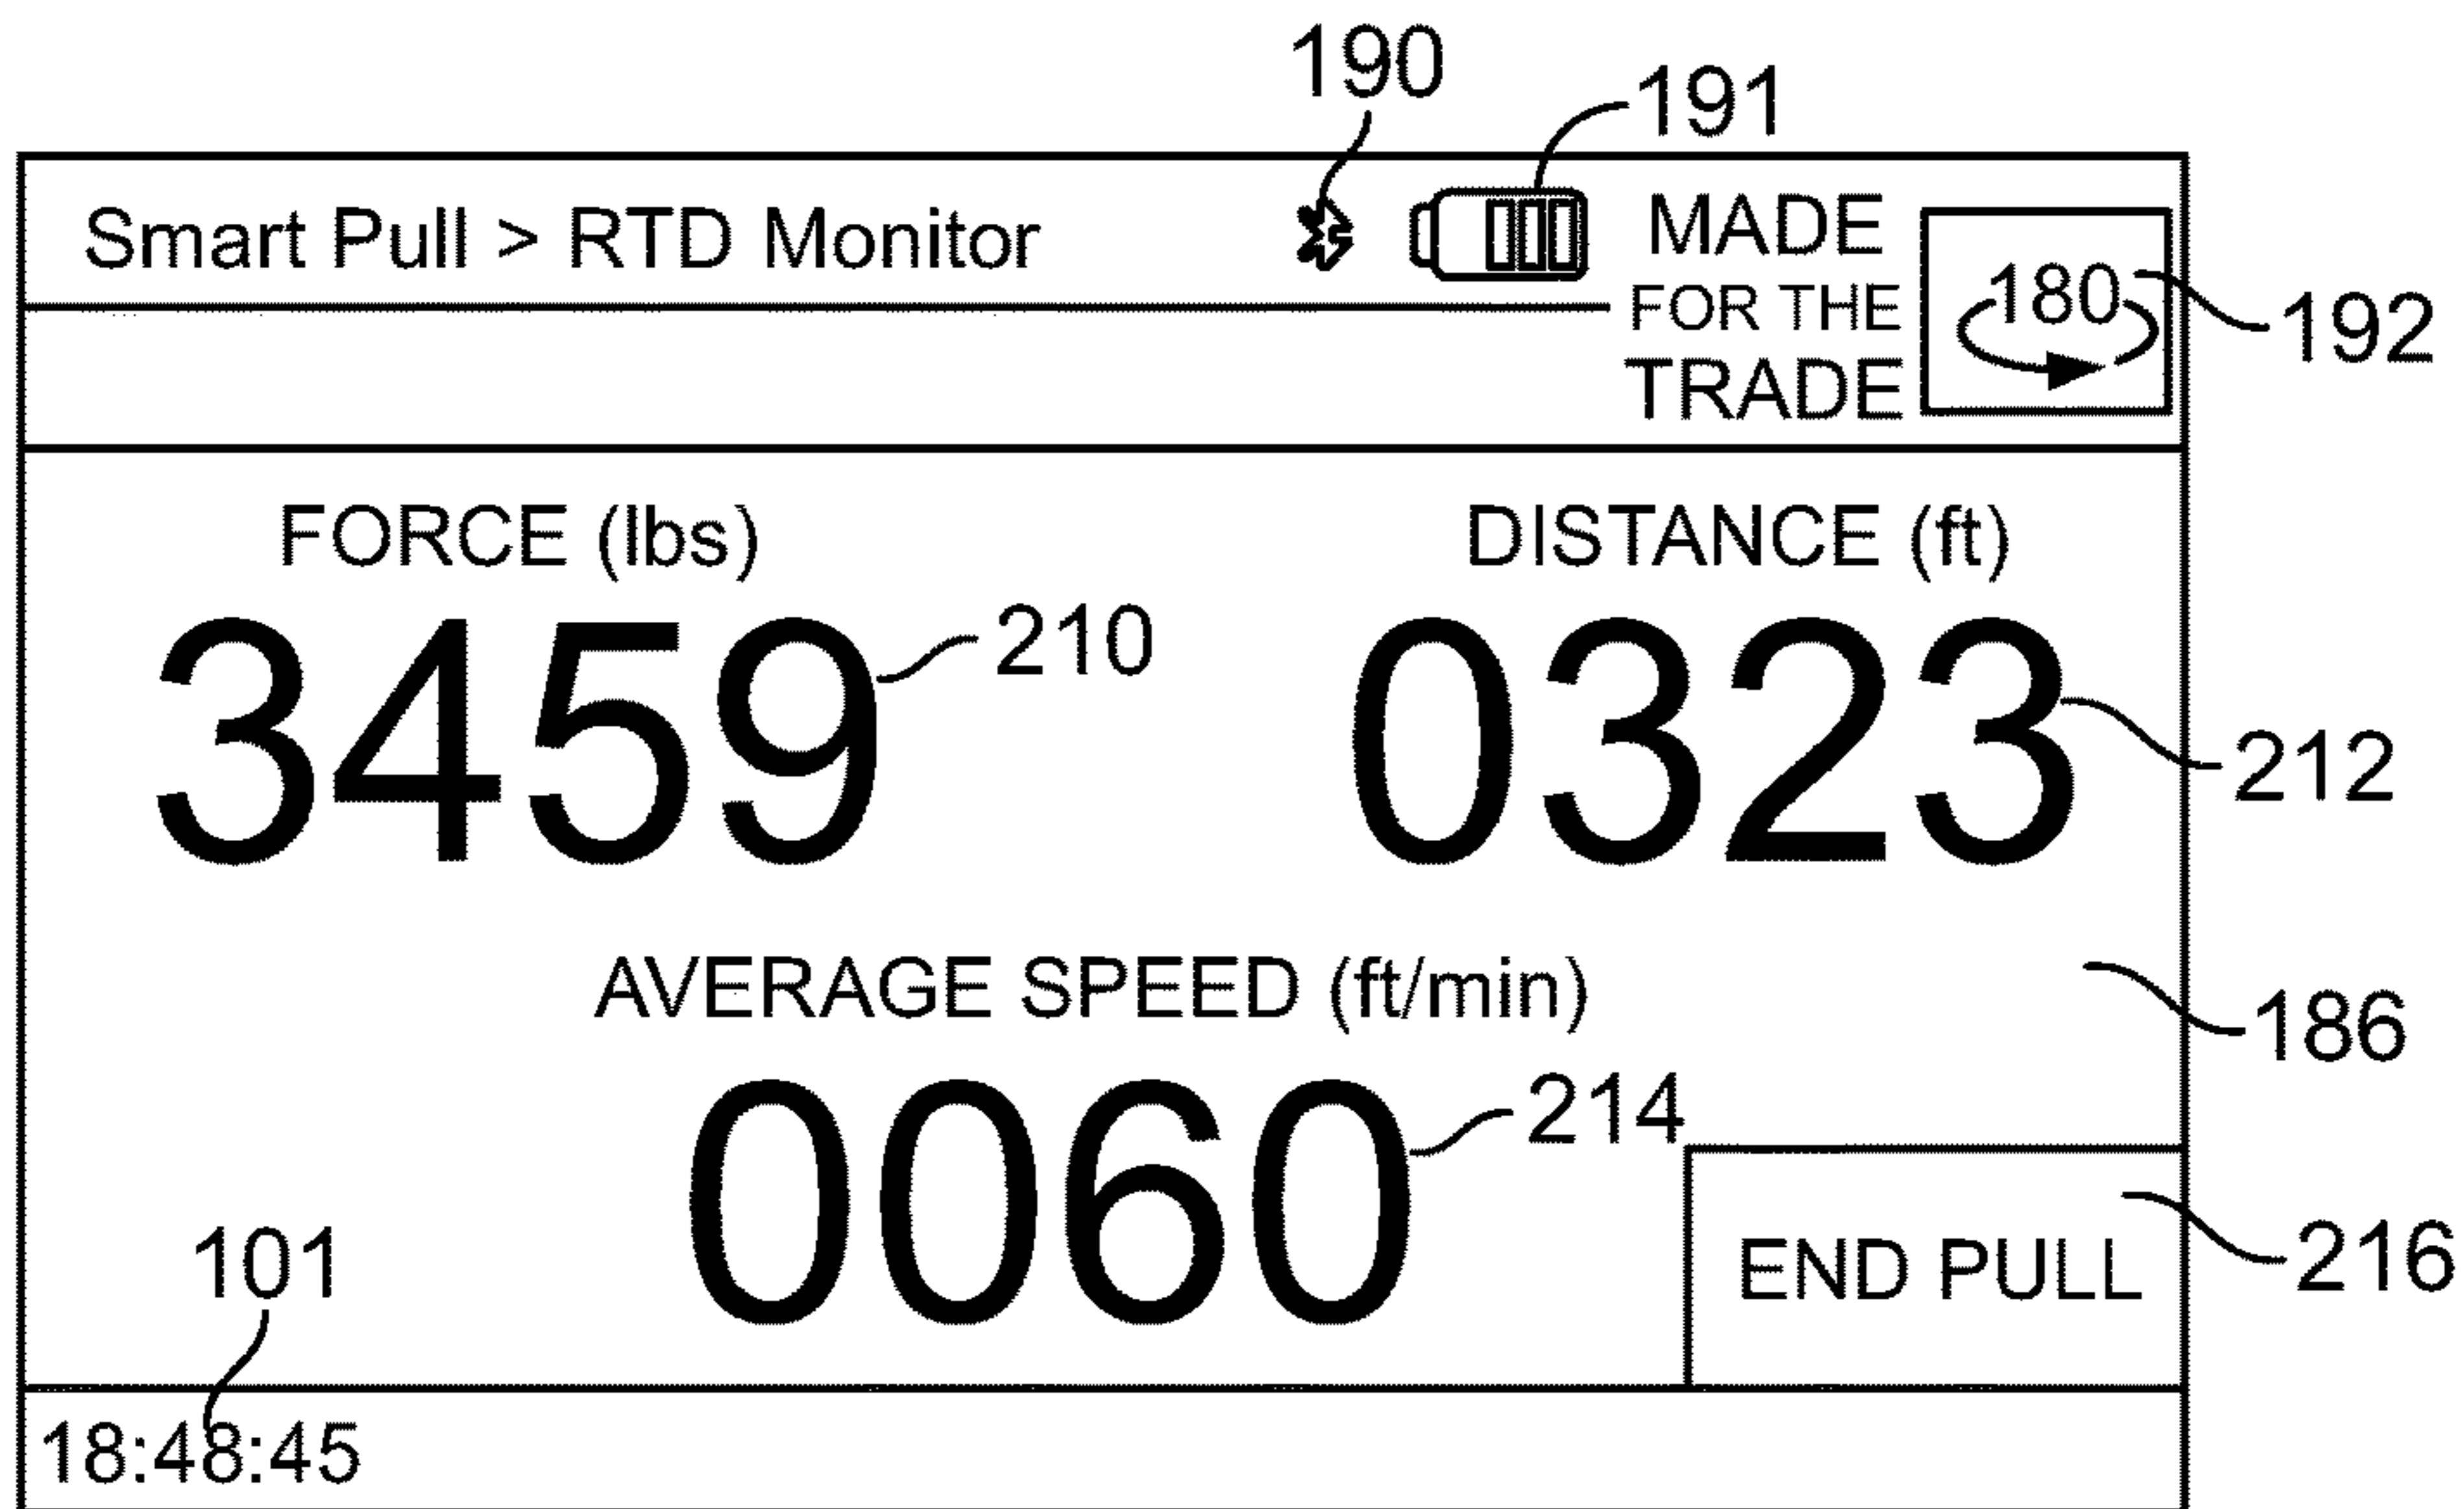 190
191
Smart Pull > RTD Monitor
MADE
FOR THE
TRADE
180
192
FORCE (lbs)
DISTANCE (ft)
3459
210
0323
212
AVERAGE SPEED (ft/min)
186
0060
214
101
END PULL
216
18:48:45